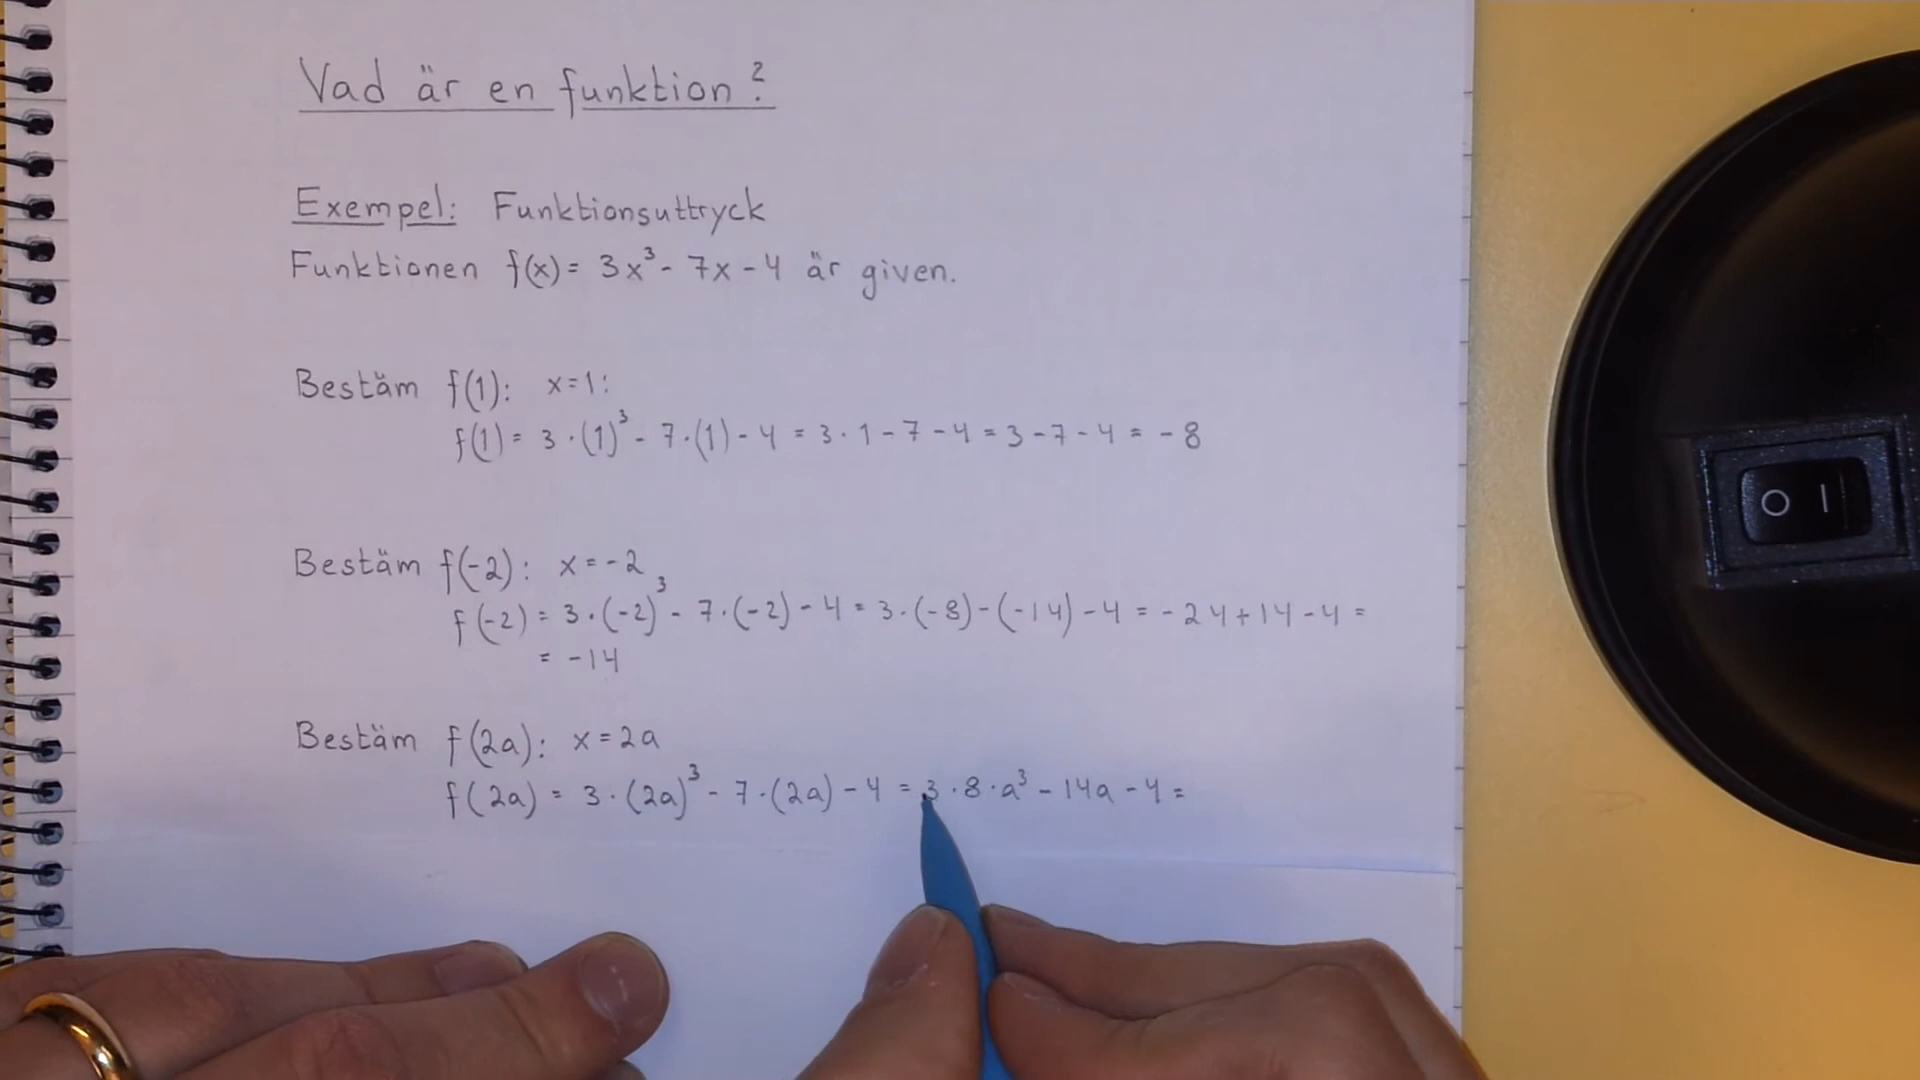 Vad är en funktion?
Exempel: Funktionsuttryck
Funktionen f(x) = 3x³ - 7x - 4 är given.
Bestäm f(1): x=1:
f(1) = 3·(1)³ - 7·(1) - 4 = 3·1 - 7 - 4 = 3 - 7 - 4 = -8
Bestäm f(-2): x = -2
f(-2) = 3·(-2)³ - 7·(-2) - 4 = 3·(-8) - (-14) - 4 = -24 + 14 - 4 =
= -14
Bestäm f(2a): x = 2a
f(2a) = 3·(2a)³ - 7·(2a) - 4 = 3·8·a³ - 14a - 4 =